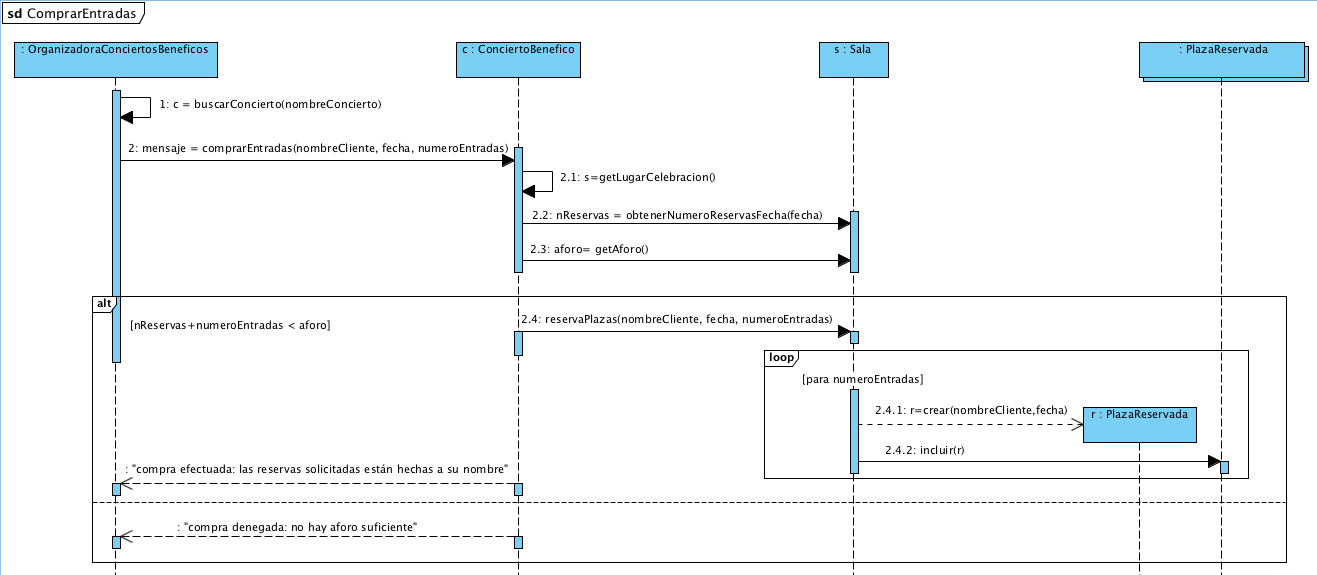 sd ComprarEntradas
: OrganizadoraConciertosBeneficos
c : ConciertoBenefico
s : Sala
: PlazaReservada
1: c = buscarConcierto(nombreConcierto)
2: mensaje = comprarEntradas(nombreCliente, fecha, numeroEntradas)
2.1: s=getLugarCelebracion()
2.2: nReservas = obtenerNumeroReservasFecha(fecha)
2.3: aforo= getAforo()
alt
[nReservas+numeroEntradas < aforo]
2.4: reservaPlazas(nombreCliente, fecha, numeroEntradas)
loop
[para numeroEntradas]
2.4.1: r=crear(nombreCliente,fecha)
r : PlazaReservada
2.4.2: incluir(r)
: "compra efectuada: las reservas solicitadas están hechas a su nombre"
: "compra denegada: no hay aforo suficiente"